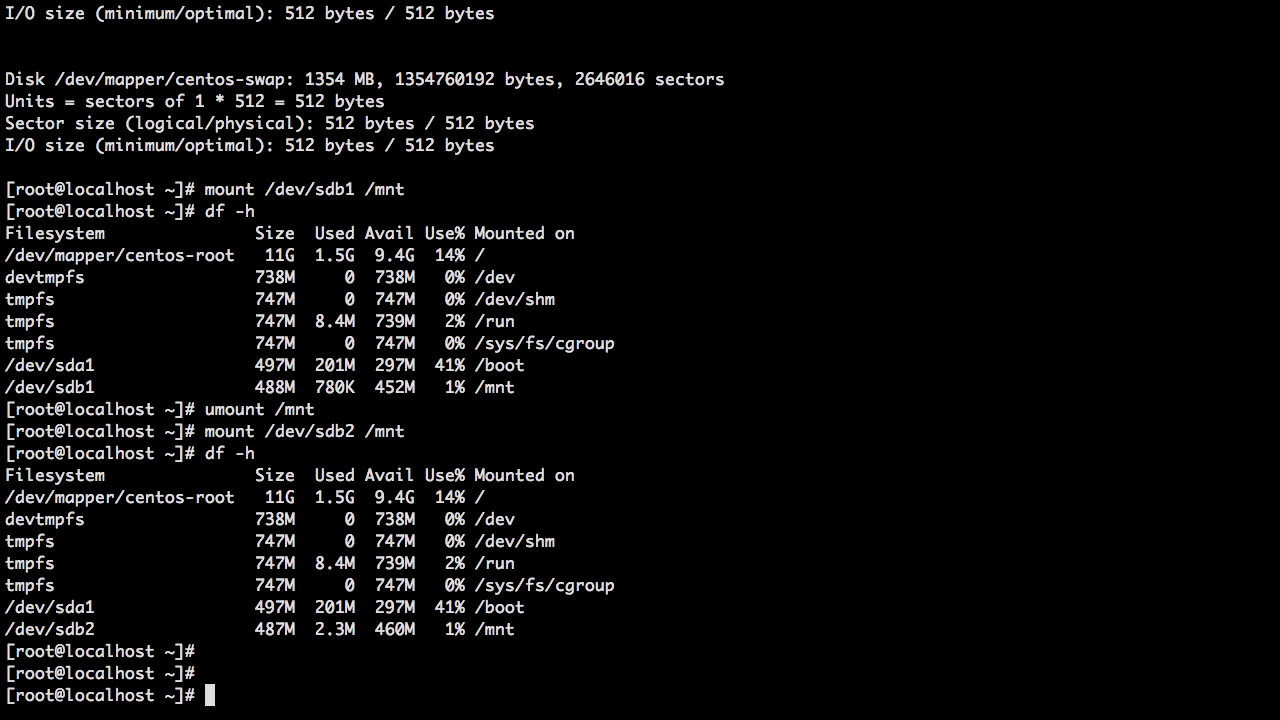 I/O size (minimum/optimal): 512 bytes / 512 bytes
Disk /dev/mapper/centos-swap: 1354 MB, 1354760192 bytes, 2646016 sectors
Units = sectors of 1 * 512 = 512 bytes
Sector size (logical/physical): 512 bytes / 512 bytes
I/O size (minimum/optimal): 512 bytes / 512 bytes
[root@localhost ~]# mount /dev/sdb1 /mnt
[root@localhost ~]# df -h
Filesystem               Size  Used Avail Use% Mounted on
/dev/mapper/centos-root   11G  1.5G  9.4G  14% /
devtmpfs                 738M     0  738M   0% /dev
tmpfs                    747M     0  747M   0% /dev/shm
tmpfs                    747M  8.4M  739M   2% /run
tmpfs                    747M     0  747M   0% /sys/fs/cgroup
/dev/sda1                497M  201M  297M  41% /boot
/dev/sdb1                488M  780K  452M   1% /mnt
[root@localhost ~]# umount /mnt
[root@localhost ~]# mount /dev/sdb2 /mnt
[root@localhost ~]# df -h
Filesystem               Size  Used Avail Use% Mounted on
/dev/mapper/centos-root   11G  1.5G  9.4G  14% /
devtmpfs                 738M     0  738M   0% /dev
tmpfs                    747M     0  747M   0% /dev/shm
tmpfs                    747M  8.4M  739M   2% /run
tmpfs                    747M     0  747M   0% /sys/fs/cgroup
/dev/sda1                497M  201M  297M  41% /boot
/dev/sdb2                487M  2.3M  460M   1% /mnt
[root@localhost ~]#
[root@localhost ~]#
[root@localhost ~]#